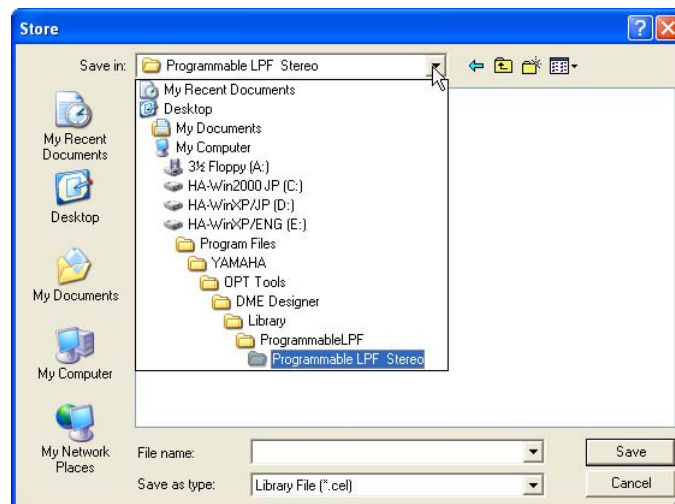 Store
Save in: Programmable LPF Stereo
My Recent Documents
Desktop
My Documents
My Computer
3½ Floppy (A:)
HA-Win2000 JP (C:)
HA-WinXP/JP (D:)
HA-WinXP/ENG (E:)
Program Files
YAMAHA
OPT Tools
DME Designer
Library
ProgrammableLPF
Programmable LPF Stereo
My Recent
Documents
Desktop
My Documents
My Computer
My Network
Places
File name:
Save
Save as type: Library File (*.cel)
Cancel